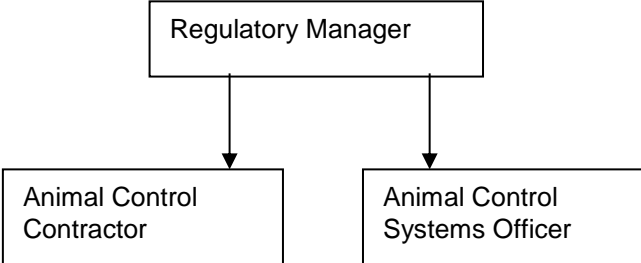 Regulatory Manager
Animal Control
Contractor
Animal Control
Systems Officer